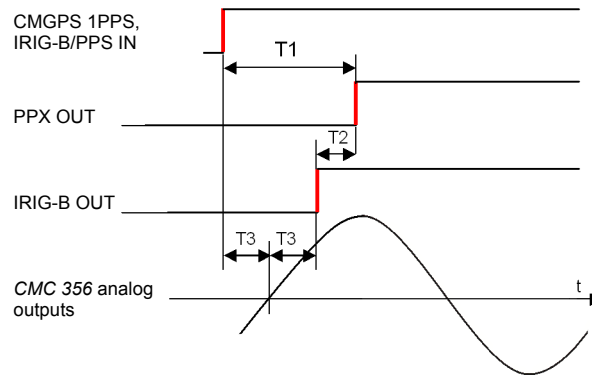 CMGPS 1PPS,
IRIG-B/PPS IN
T1
PPX OUT
T2
IRIG-B OUT
T3 T3
CMC 356 analog
outputs
t